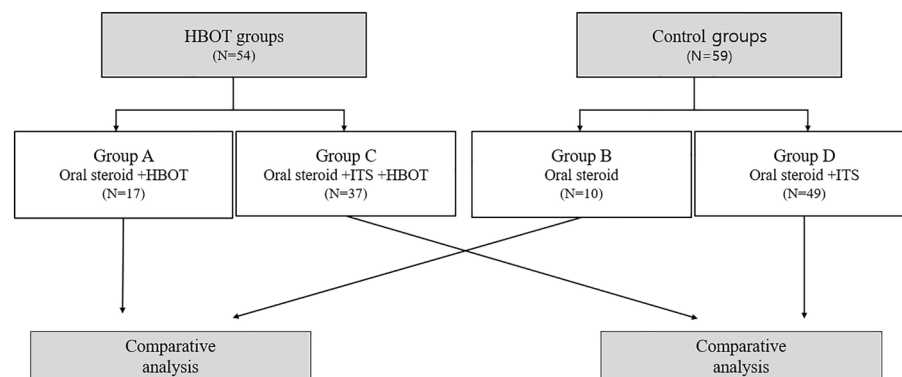 HBOT groups
(N=54)
Control groups
(N=59)
Group A
Oral steroid +HBOT
(N=17)
Group C
Oral steroid +ITS +HBOT
(N=37)
Group B
Oral steroid
(N=10)
Group D
Oral steroid +ITS
(N=49)
Comparative
analysis
Comparative
analysis